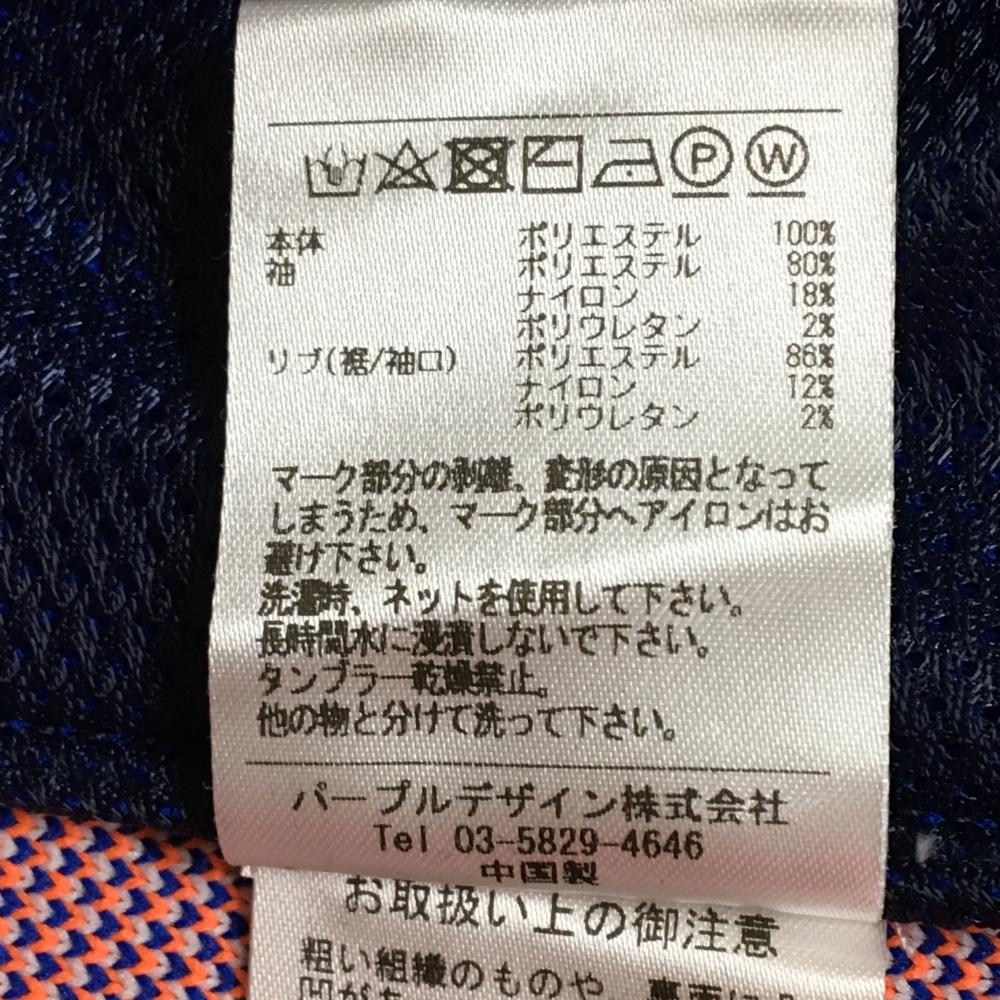 P W
本体 ポリエステル 100%
袖 ポリエステル 80%
ナイロン 18%
ポリウレタン 2%
リブ(裾/袖口) ポリエステル 86%
ナイロン 12%
ポリウレタン 2%
マーク部分の剥離、変形の原因となって
しまうため、マーク部分へアイロンはお
避け下さい。
洗濯時、ネットを使用して下さい。
長時間水に浸漬しないで下さい。
タンブラー乾燥禁止。
他の物と分けて洗って下さい。
パープルデザイン株式会社
Tel 03-5829-4646
中国製
お取扱い上の御注意
粗い組織のものや
凹が